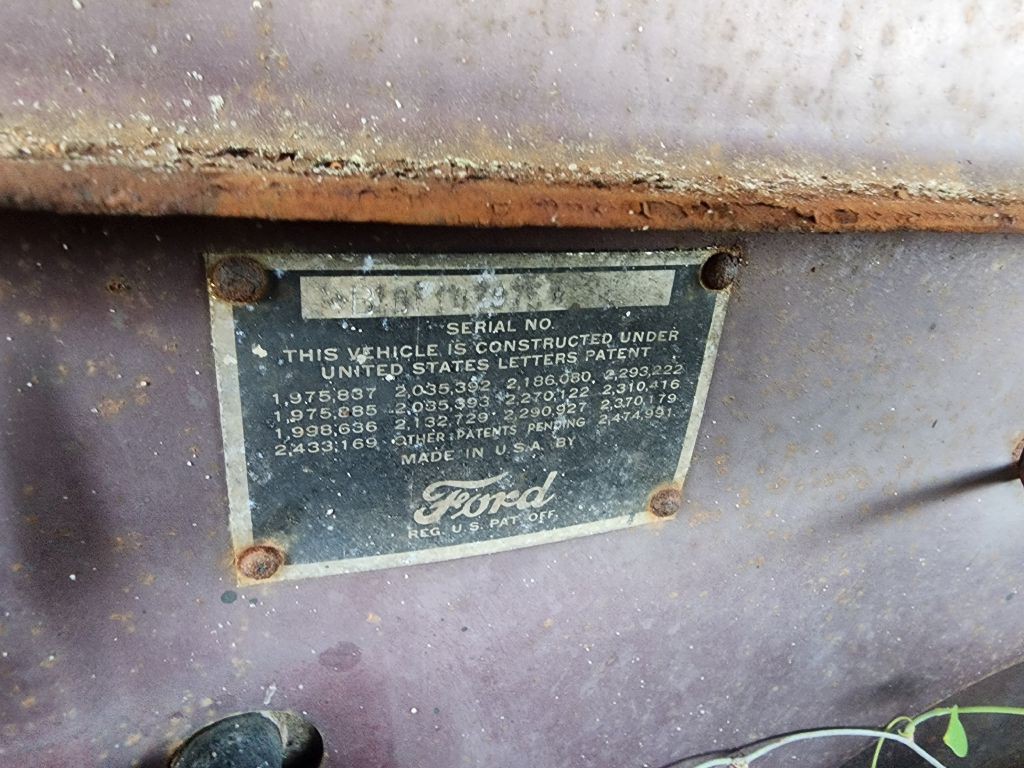 SERIAL NO.
THIS VEHICLE IS CONSTRUCTED UNDER
UNITED STATES LETTERS PATENT
1,975,837 2,035,392 2,186,080 2,293,222
1,975,885 2,035,393 2,270,122 2,310,416
1,998,636 2,132,729 2,290,927 2,370,179
2,433,169 OTHER PATENTS PENDING 2,474,991
MADE IN U.S.A. BY
Ford
REG. U.S. PAT. OFF.